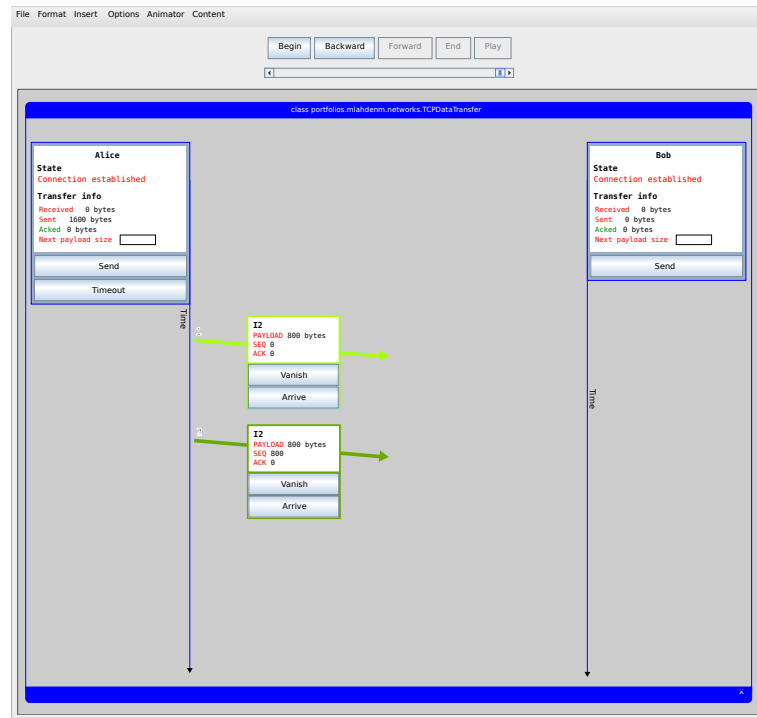 File Format Insert Options Animator Content
Begin Backward Forward End Play
class portfolios.mlahdenm.networks.TCPDataTransfer
Alice
State
Connection established
Transfer info
Received 0 bytes
Sent 1600 bytes
Acked 0 bytes
Next payload size
Send
Timeout
Time
Bob
State
Connection established
Transfer info
Received 0 bytes
Sent 0 bytes
Acked 0 bytes
Next payload size
Send
Time
I2
PAYLOAD 800 bytes
SEQ 0
ACK 0
Vanish
Arrive
I2
PAYLOAD 800 bytes
SEQ 800
ACK 0
Vanish
Arrive